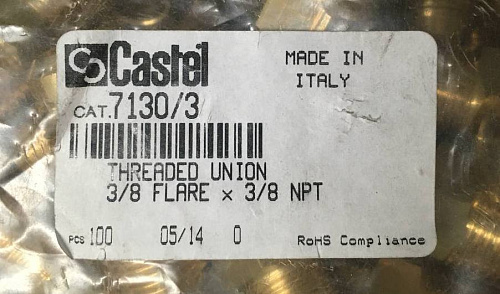 Castel
MADE IN
ITALY
CAT.7130/3
THREADED UNION
3/8 FLARE x 3/8 NPT
PCS 100 05/14 0 RoHS Compliance